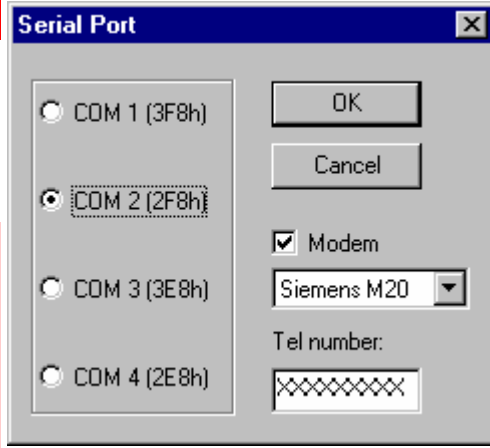 Serial Port
COM 1 (3F8h)
COM 2 (2F8h)
COM 3 (3E8h)
COM 4 (2E8h)
OK
Cancel
Modem
Siemens M20
Tel number:
XXXXXXXXX